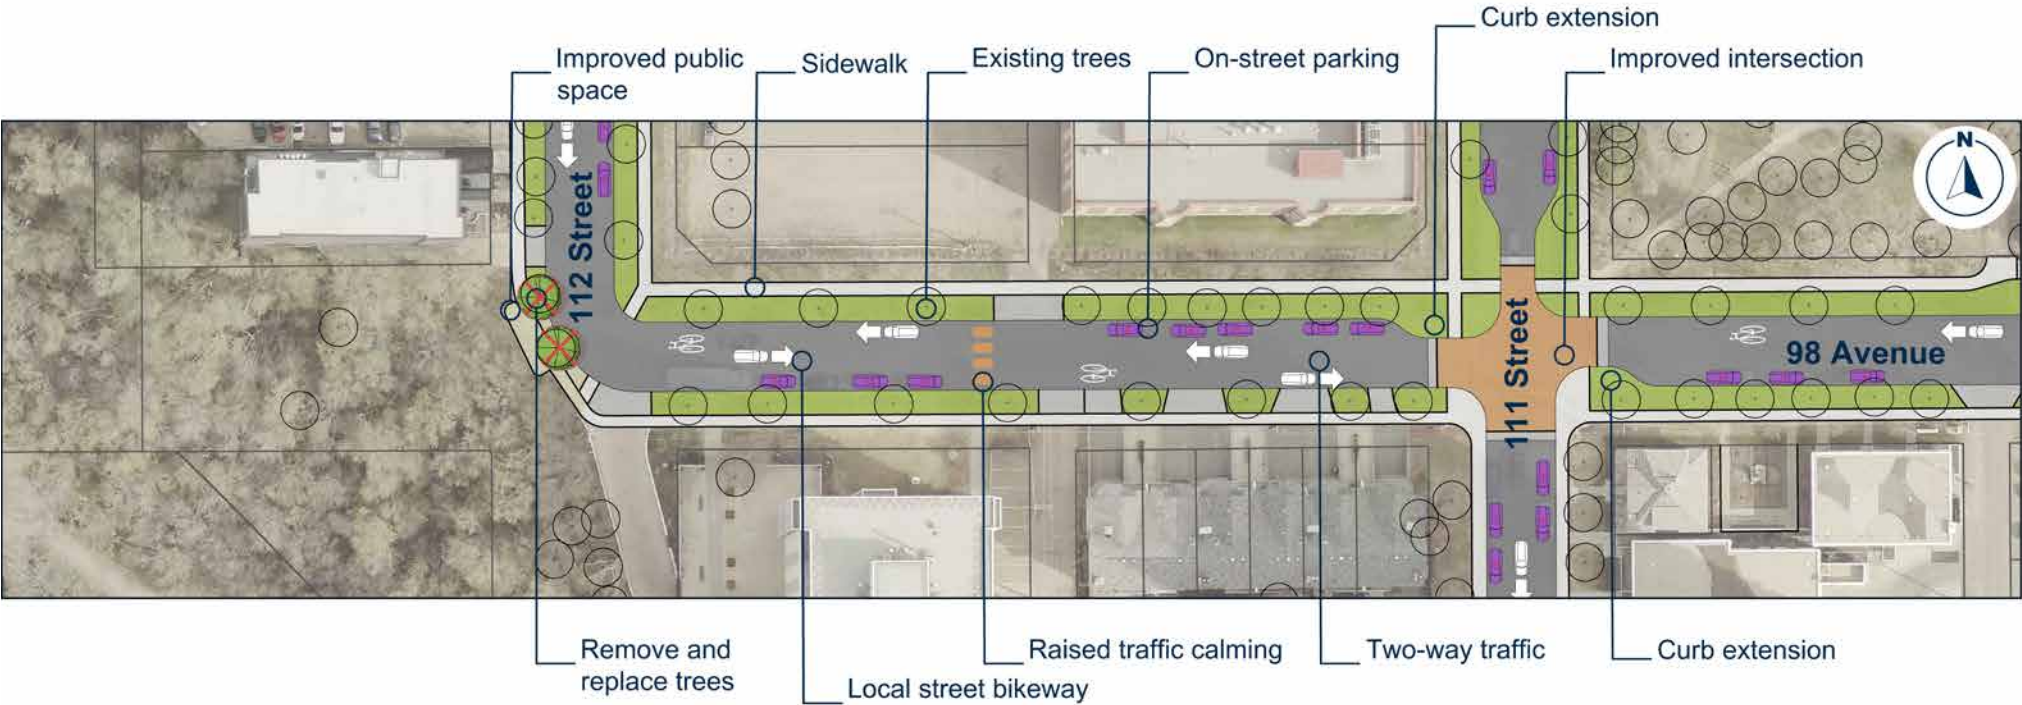 Curb extension
Improved public
space
Sidewalk
Existing trees
On-street parking
Improved intersection
N
112 Street
111 Street
98 Avenue
Remove and
replace trees
Local street bikeway
Raised traffic calming
Two-way traffic
Curb extension